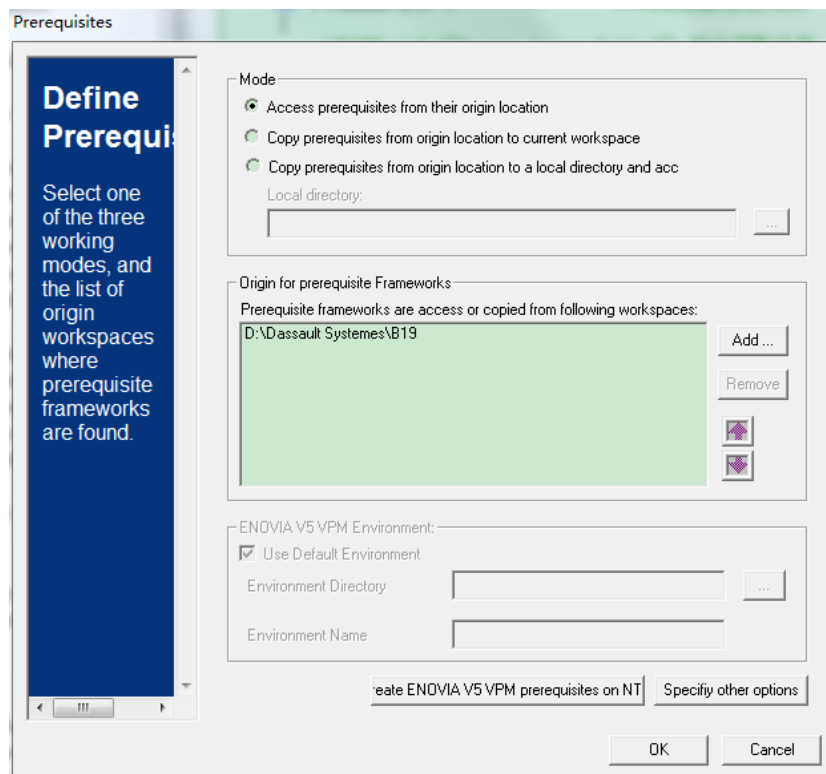 Prerequisites
Define
Prerequi
Select one
of the three
working
modes, and
the list of
origin
workspaces
where
prerequisite
frameworks
are found.
Mode
Access prerequisites from their origin location
Copy prerequisites from origin location to current workspace
Copy prerequisites from origin location to a local directory and acc
Local directory:
...
Origin for prerequisite Frameworks
Prerequisite frameworks are access or copied from following workspaces:
D:\Dassault Systemes\B19
Add ...
Remove
ENOVIA V5 VPM Environment:
Use Default Environment
Environment Directory
...
Environment Name
eate ENOVIA V5 VPM prerequisites on NT
Specifiy other options
OK
Cancel